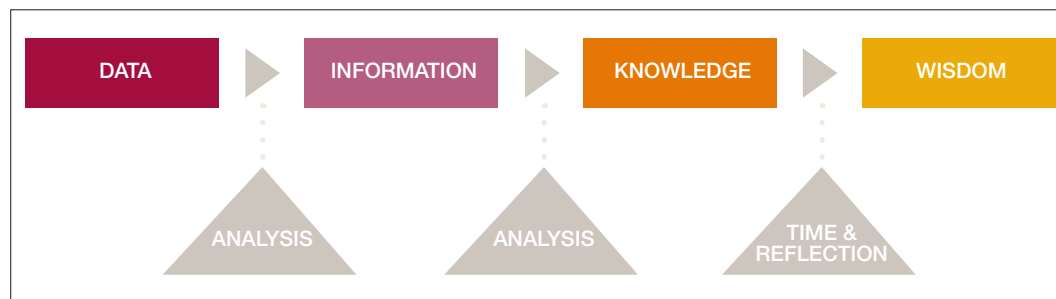 DATA
INFORMATION
KNOWLEDGE
WISDOM
ANALYSIS
ANALYSIS
TIME &
REFLECTION